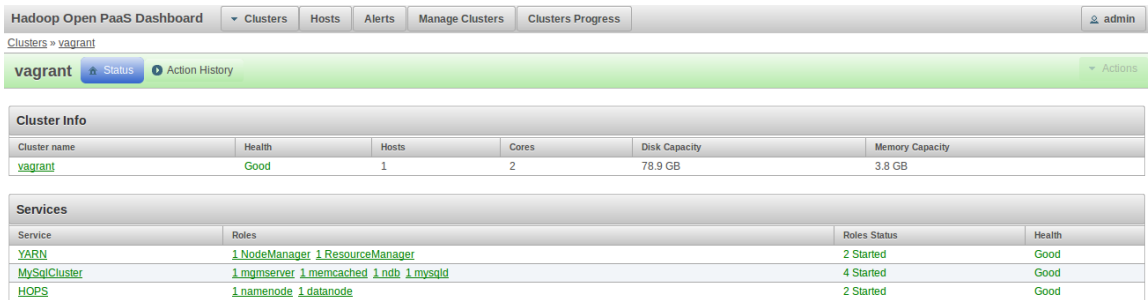 Hadoop Open PaaS Dashboard Clusters Hosts Alerts Manage Clusters Clusters Progress admin
Clusters » vagrant
vagrant Status Action History Actions
Cluster Info
Cluster name Health Hosts Cores Disk Capacity Memory Capacity
vagrant Good 1 2 78.9 GB 3.8 GB
Services
Service Roles Roles Status Health
YARN 1 NodeManager 1 ResourceManager 2 Started Good
MySqlCluster 1 mgmserver 1 memcached 1 ndb 1 mysqld 4 Started Good
HOPS 1 namenode 1 datanode 2 Started Good